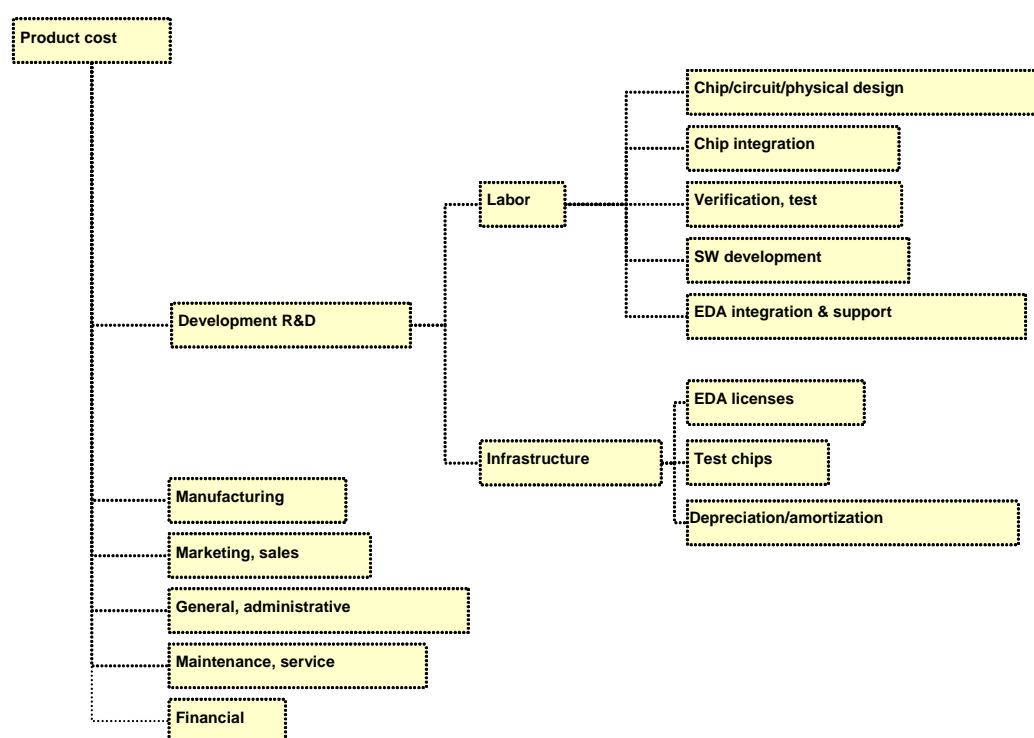 Product cost
Chip/circuit/physical design
Chip integration
Labor
Verification, test
SW development
Development R&D
EDA integration & support
EDA licenses
Infrastructure
Test chips
Manufacturing
Depreciation/amortization
Marketing, sales
General, administrative
Maintenance, service
Financial